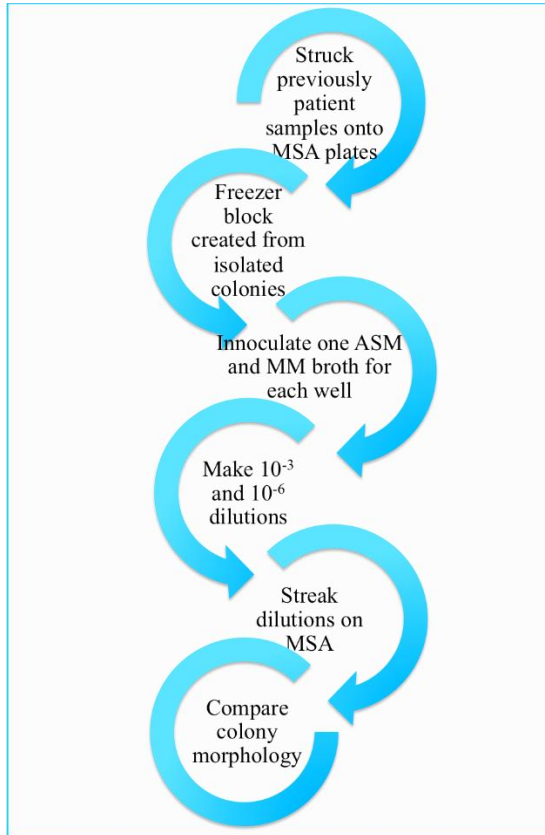 Struck
previously
patient
samples onto
MSA plates
Freezer
block
created from
isolated
colonies
Innoculate one ASM
and MM broth for
each well
Make 10⁻³
and 10⁻⁶
dilutions
Streak
dilutions on
MSA
Compare
colony
morphology